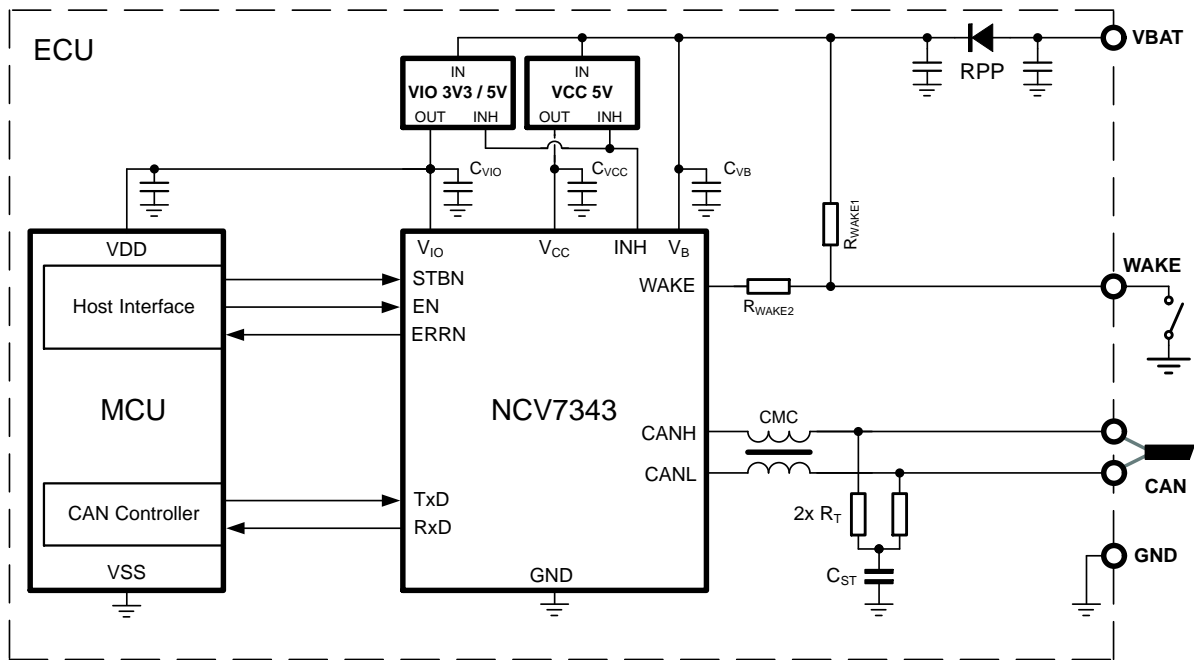 ECU
VBAT
RPP
IN
VIO 3V3 / 5V
OUT INH
IN
VCC 5V
OUT INH
CVIO
CVCC
CVB
RWAKE1
VDD
VIO
VCC
INH
VB
Host Interface
STBN
EN
ERRN
WAKE
RWAKE2
WAKE
MCU
NCV7343
CMC
CANH
CANL
CAN
CAN Controller
TxD
RxD
2x RT
CST
VSS
GND
GND